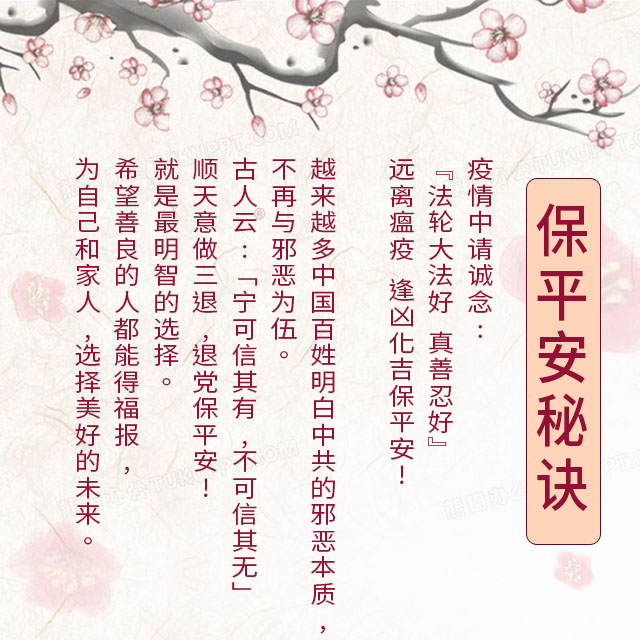 保平安秘诀
疫情中请诚念：
『法轮大法好 真善忍好』
远离瘟疫 逢凶化吉保平安！
越来越多中国百姓明白中共的邪恶本质，
不再与邪恶为伍。
古人云：「宁可信其有，不可信其无」
顺天意做三退，退党保平安！
就是最明智的选择。
希望善良的人都能得福报，
为自己和家人，选择美好的未来。